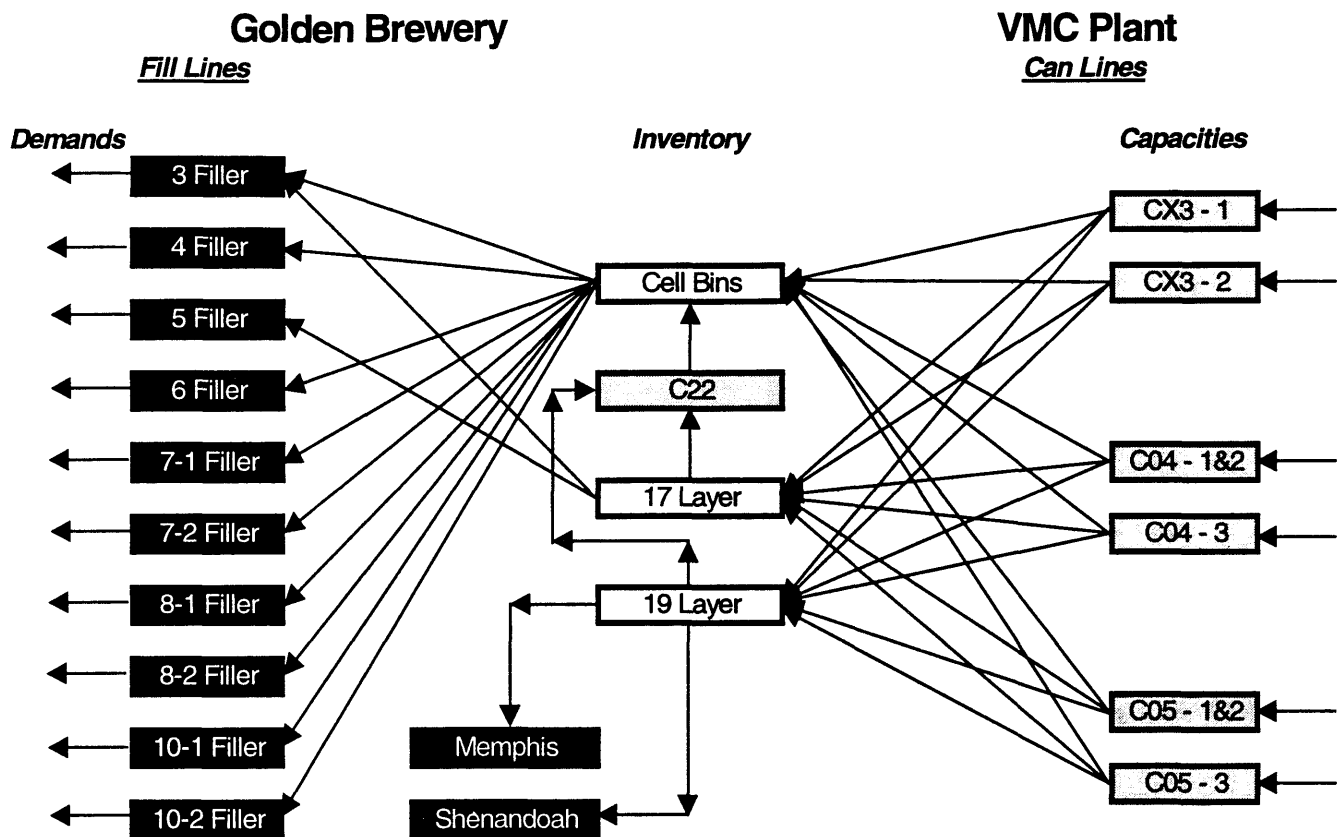 Golden Brewery
VMC Plant
Fill Lines
Can Lines
Demands
Inventory
Capacities
3 Filler
4 Filler
5 Filler
6 Filler
7-1 Filler
7-2 Filler
8-1 Filler
8-2 Filler
10-1 Filler
10-2 Filler
Cell Bins
C22
17 Layer
19 Layer
Memphis
Shenandoah
CX3 - 1
CX3 - 2
C04 - 1&2
C04 - 3
C05 - 1&2
C05 - 3